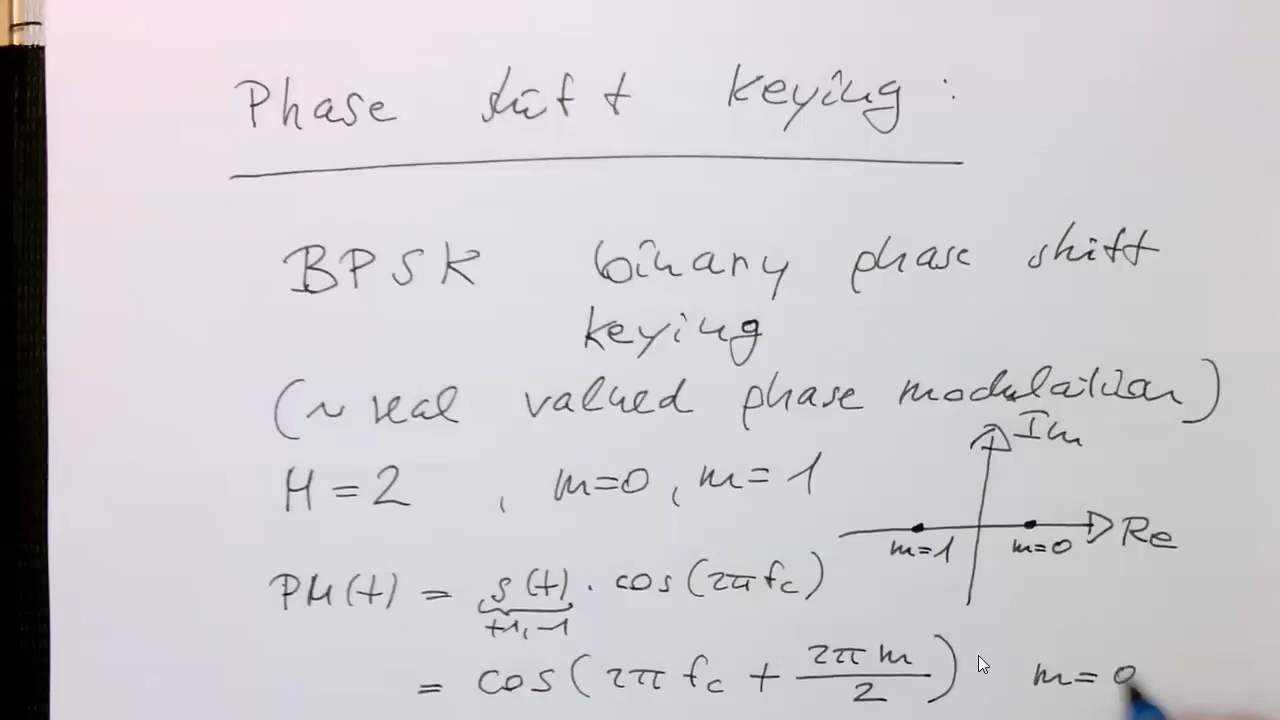 Phase shift keying :
BPSK binary phase shift
keying
(~ real valued phase modulation)
Im
M = 2 , m=0, m=1
Re
m=1 m=0
PM(t) = s(t) · cos(2πfc)
+1, -1
= cos(2πfc + 2πm/2) m=0